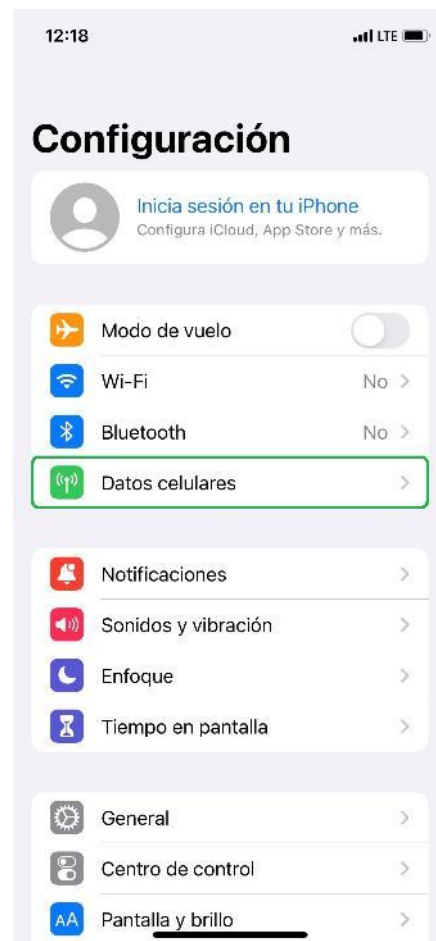 12:18 LTE
Configuración
Inicia sesión en tu iPhone
Configura iCloud, App Store y más.
Modo de vuelo
Wi-Fi No
Bluetooth No
Datos celulares
Notificaciones
Sonidos y vibración
Enfoque
Tiempo en pantalla
General
Centro de control
AA Pantalla y brillo